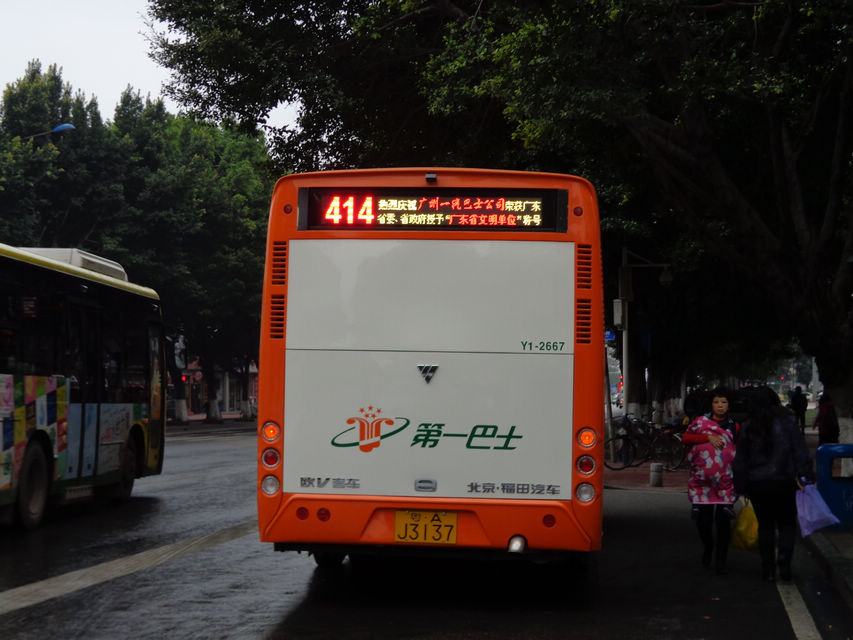 414
热烈庆祝广州一汽巴士公司荣获广东
省委、省政府授予“广东省文明单位”称号
Y1-2667
第一巴士
欧V客车
北京·福田汽车
粤·A
J3137